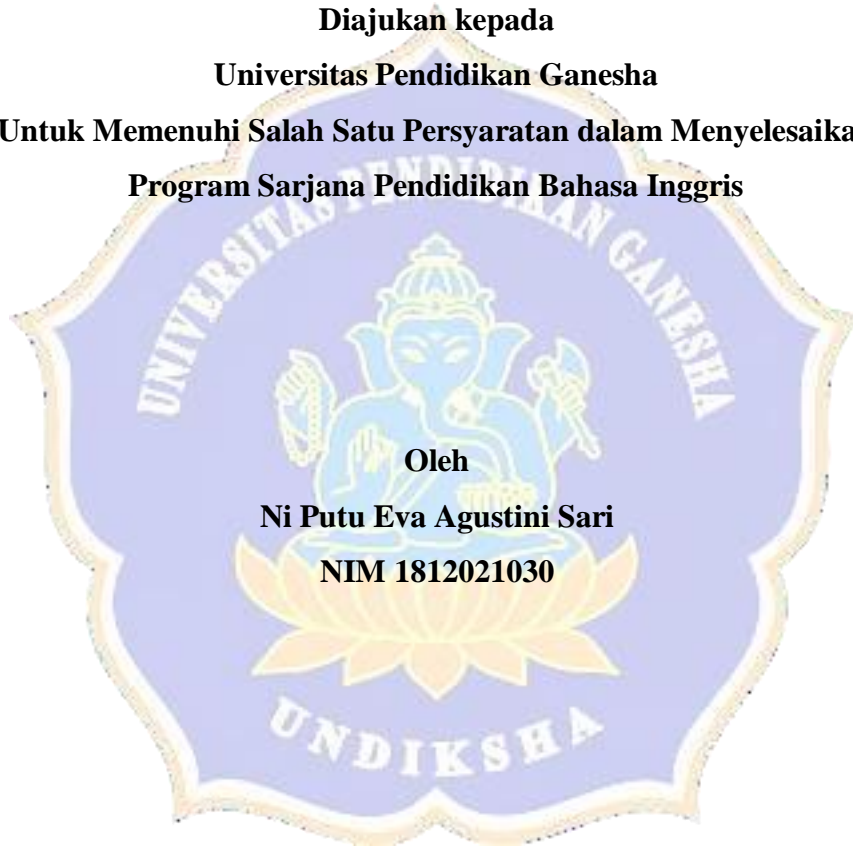 Diajukan kepada
Universitas Pendidikan Ganesha
Untuk Memenuhi Salah Satu Persyaratan dalam Menyelesaika
Program Sarjana Pendidikan Bahasa Inggris
UNIVERSITAS PENDIDIKAN GANESHA
Oleh
Ni Putu Eva Agustini Sari
NIM 1812021030
UNDIKSHA